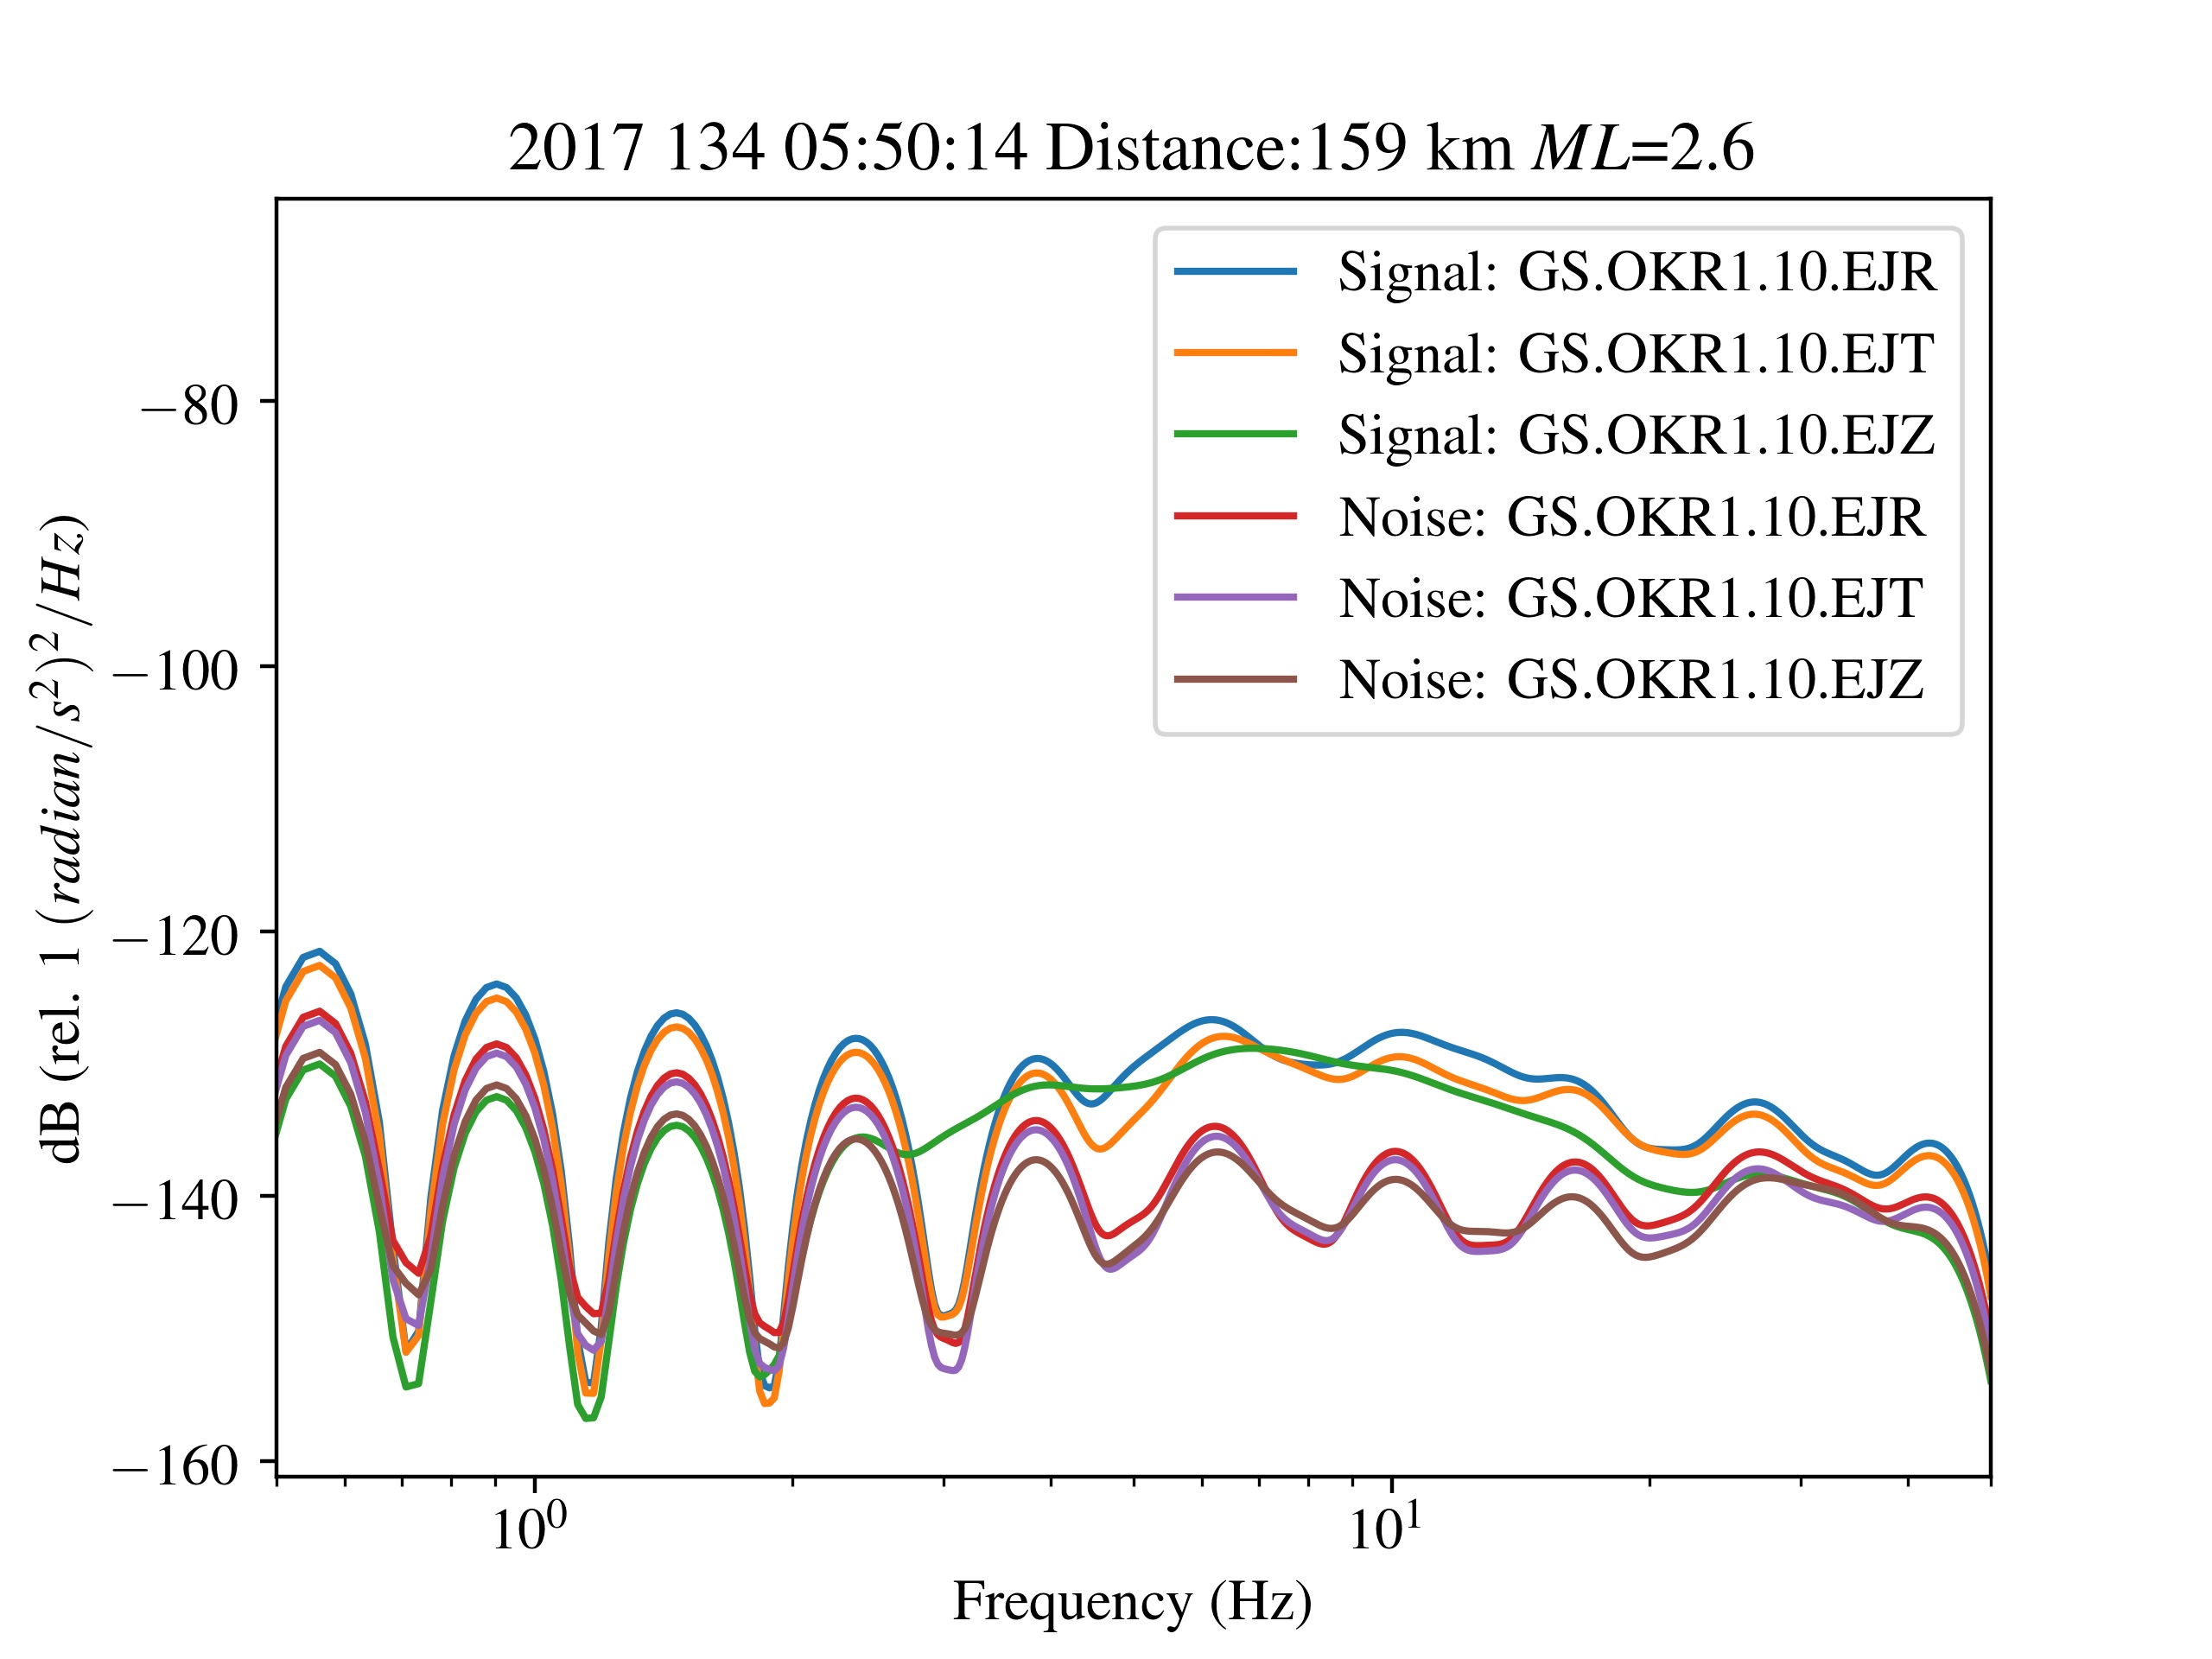 2017 134 05:50:14 Distance:159 km ML=2.6
Signal: GS.OKR1.10.EJR
Signal: GS.OKR1.10.EJT
Signal: GS.OKR1.10.EJZ
Noise: GS.OKR1.10.EJR
Noise: GS.OKR1.10.EJT
Noise: GS.OKR1.10.EJZ
dB (rel. 1 (radian/s²)²/Hz)
−80
−100
−120
−140
−160
10⁰
10¹
Frequency (Hz)